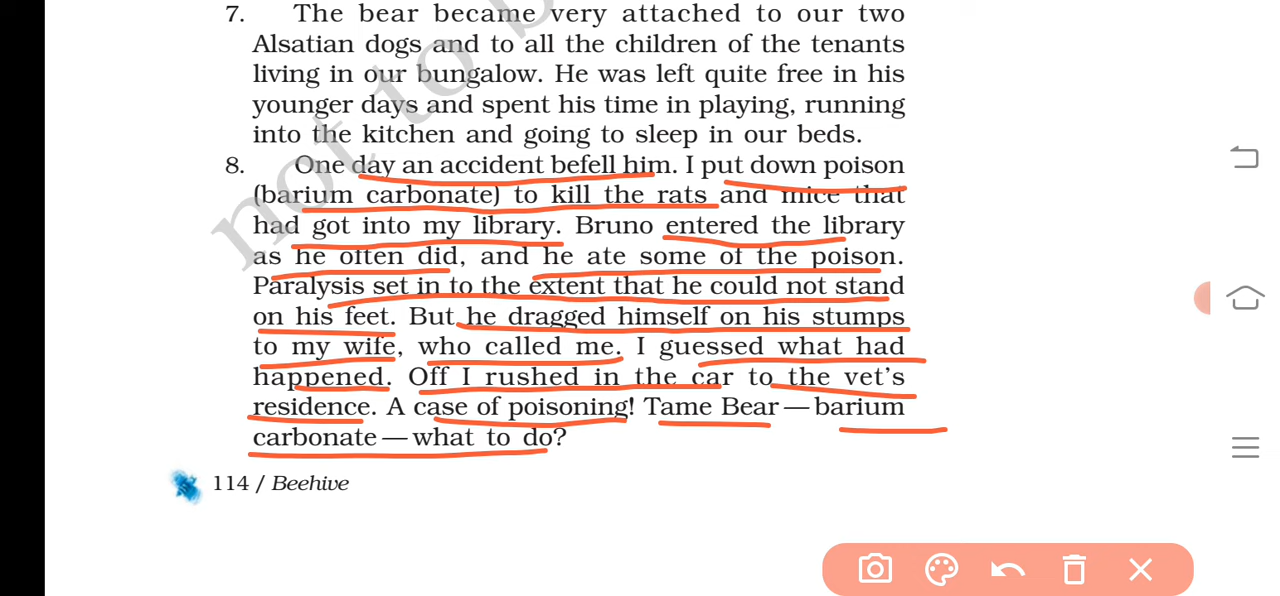 7. The bear became very attached to our two
Alsatian dogs and to all the children of the tenants
living in our bungalow. He was left quite free in his
younger days and spent his time in playing, running
into the kitchen and going to sleep in our beds.
8. One day an accident befell him. I put down poison
(barium carbonate) to kill the rats and mice that
had got into my library. Bruno entered the library
as he often did, and he ate some of the poison.
Paralysis set in to the extent that he could not stand
on his feet. But he dragged himself on his stumps
to my wife, who called me. I guessed what had
happened. Off I rushed in the car to the vet's
residence. A case of poisoning! Tame Bear—barium
carbonate—what to do?
114 / Beehive
not to b